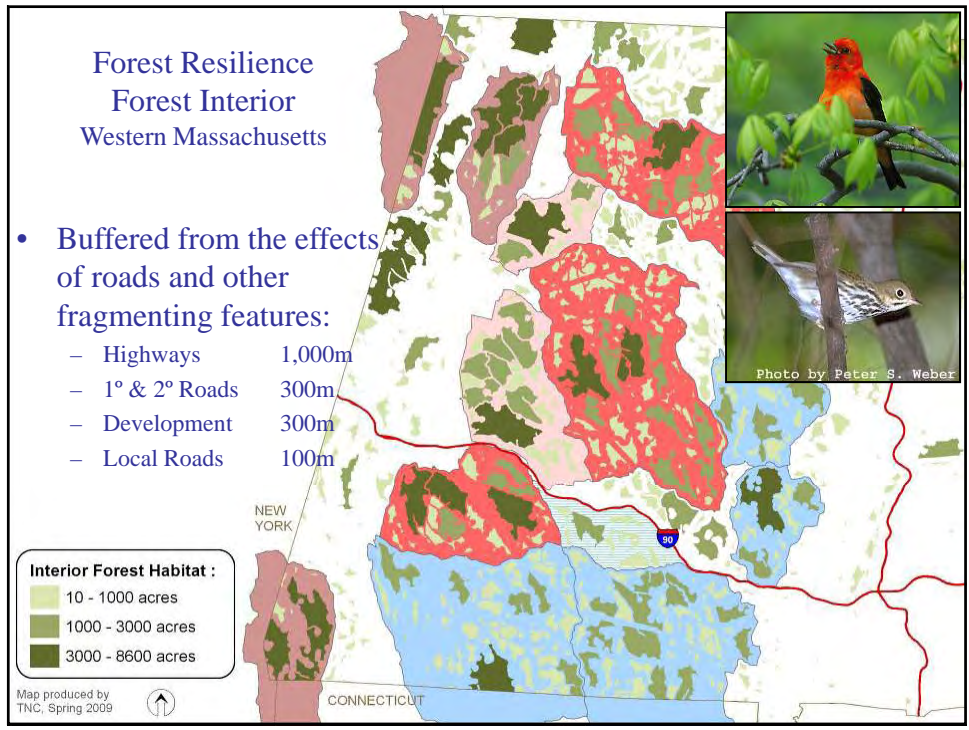 Forest Resilience
Forest Interior
Western Massachusetts
• Buffered from the effects
of roads and other
fragmenting features:
– Highways 1,000m
– 1º & 2º Roads 300m
– Development 300m
– Local Roads 100m
Photo by Peter S. Weber
NEW
YORK
90
Interior Forest Habitat :
10 - 1000 acres
1000 - 3000 acres
3000 - 8600 acres
Map produced by
TNC, Spring 2009
CONNECTICUT